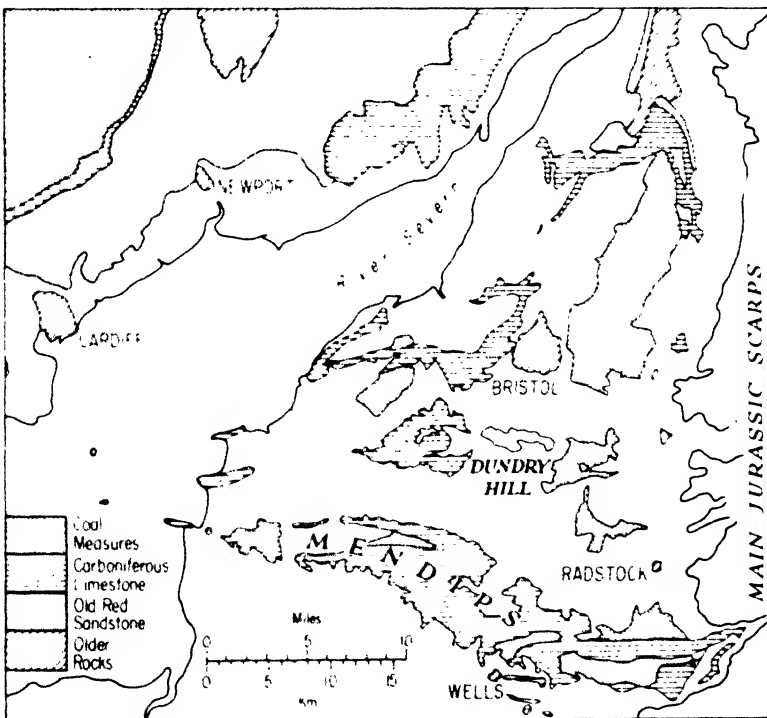 NEWPORT
River Severn
CARDIFF
BRISTOL
DUNDRY
HILL
MAIN JURASSIC SCARPS
MENDIPS
RADSTOCK
WELLS
Coal
Measures
Carboniferous
Limestone
Old Red
Sandstone
Older
Rocks
Miles
0 5 10
0 5 10 15
Km